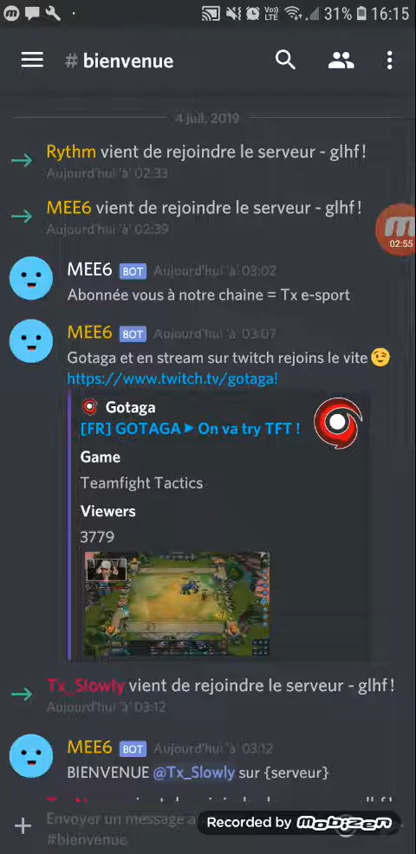 31% 16:15
# bienvenue
4 juil. 2019
Rythm vient de rejoindre le serveur - glhf!
Aujourd'hui 'à' 02:33
MEE6 vient de rejoindre le serveur - glhf!
Aujourd'hui 'à' 02:39
02:55
MEE6 BOT Aujourd'hui 'à' 03:02
Abonnée vous à notre chaine = Tx e-sport
MEE6 BOT Aujourd'hui 'à' 03:07
Gotaga et en stream sur twitch rejoins le vite 😉
https://www.twitch.tv/gotaga!
Gotaga
[FR] GOTAGA ► On va try TFT !
Game
Teamfight Tactics
Viewers
3779
Tx_Slowly vient de rejoindre le serveur - glhf!
Aujourd'hui 'à' 03:12
MEE6 BOT Aujourd'hui 'à' 03:12
BIENVENUE @Tx_Slowly sur {serveur}
Envoyer un message a
#bienvenue
Recorded by mobizen